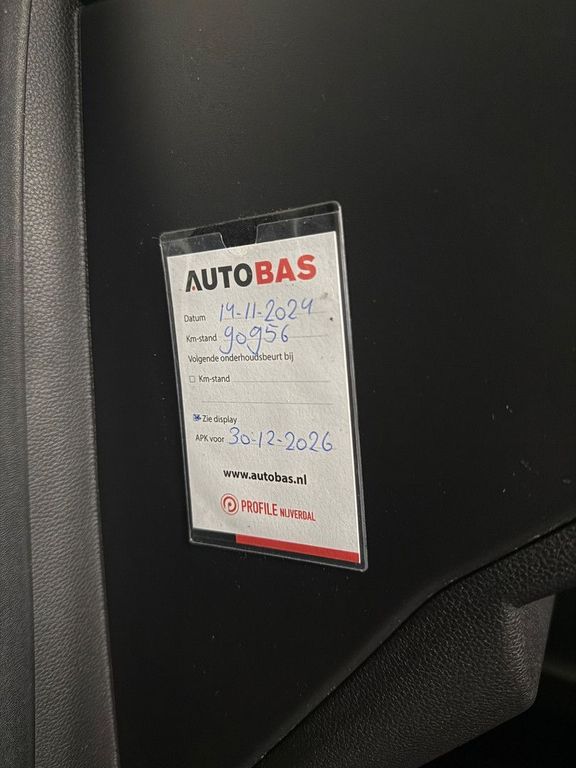 AUTOBAS
Datum 14-11-2024
Km-stand 90956
Volgende onderhoudsbeurt bij
Km-stand
Zie display
APK voor 30-12-2026
www.autobas.nl
PROFILE NIJVERDAL